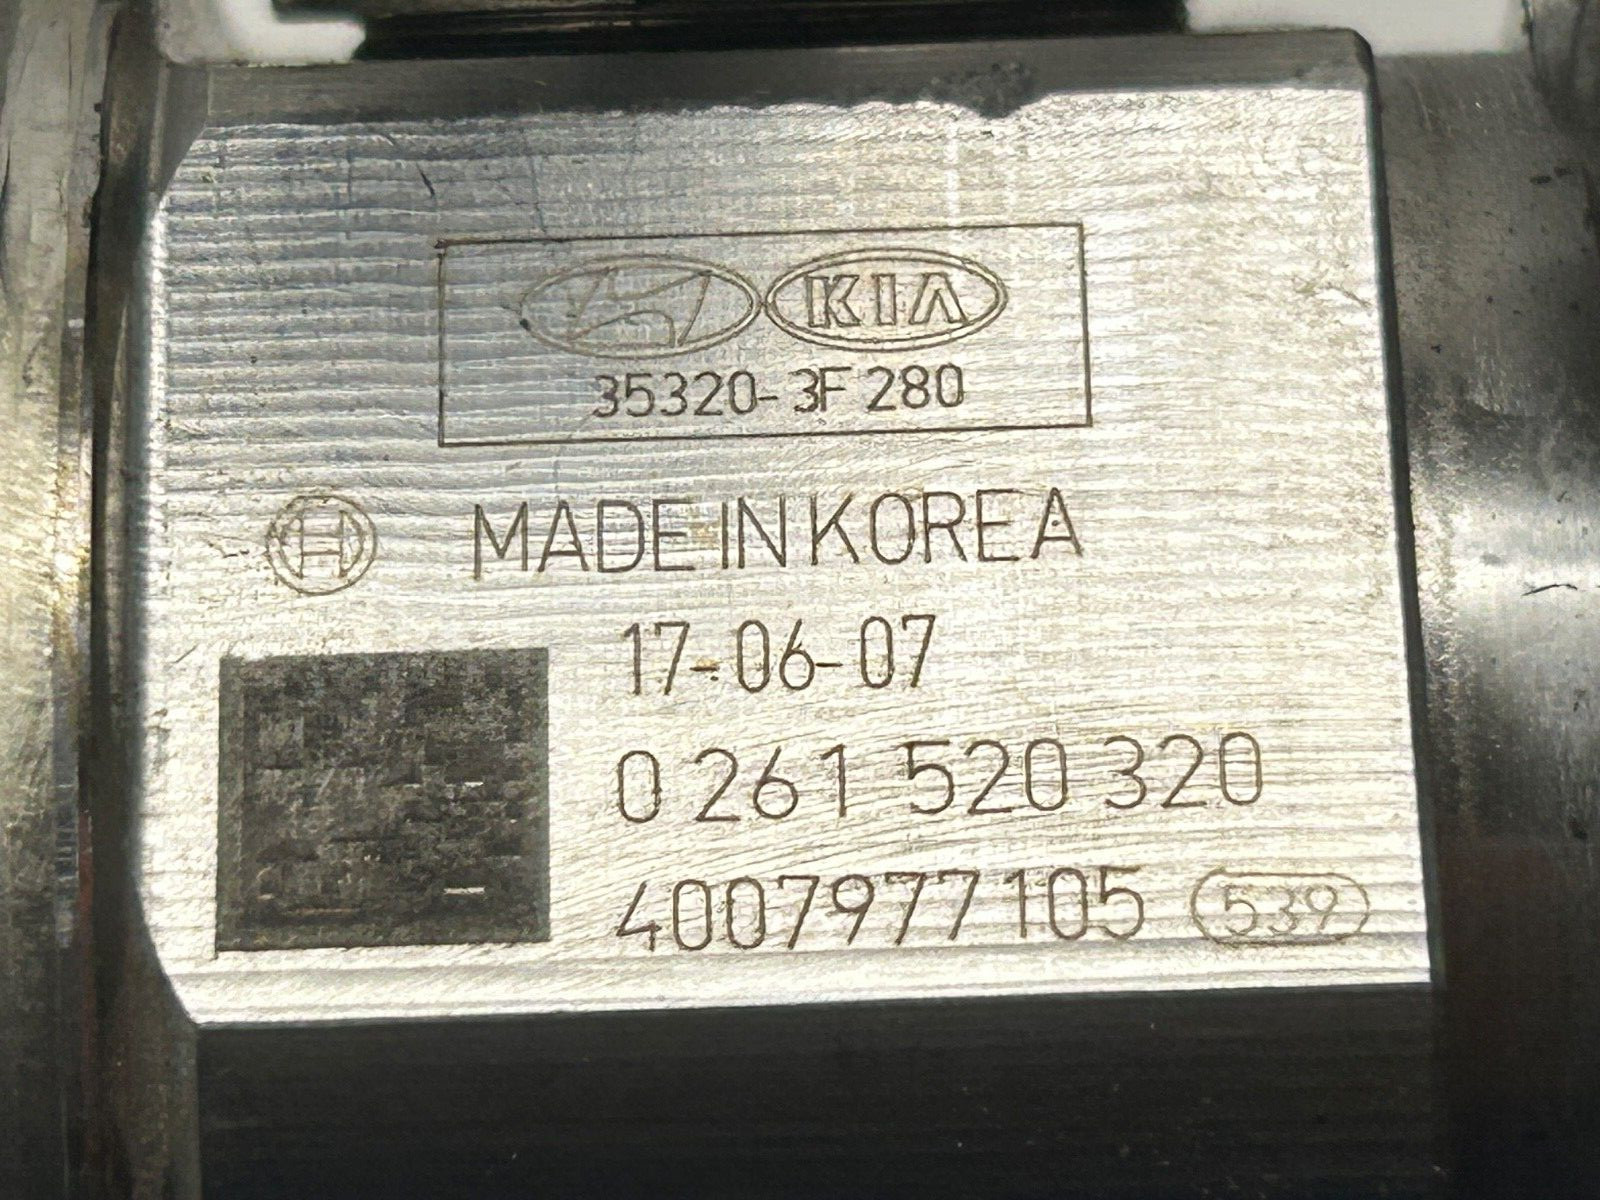 KIA
35320-3F280
MADE IN KOREA
17-06-07
0 261 520 320
4007977105 539